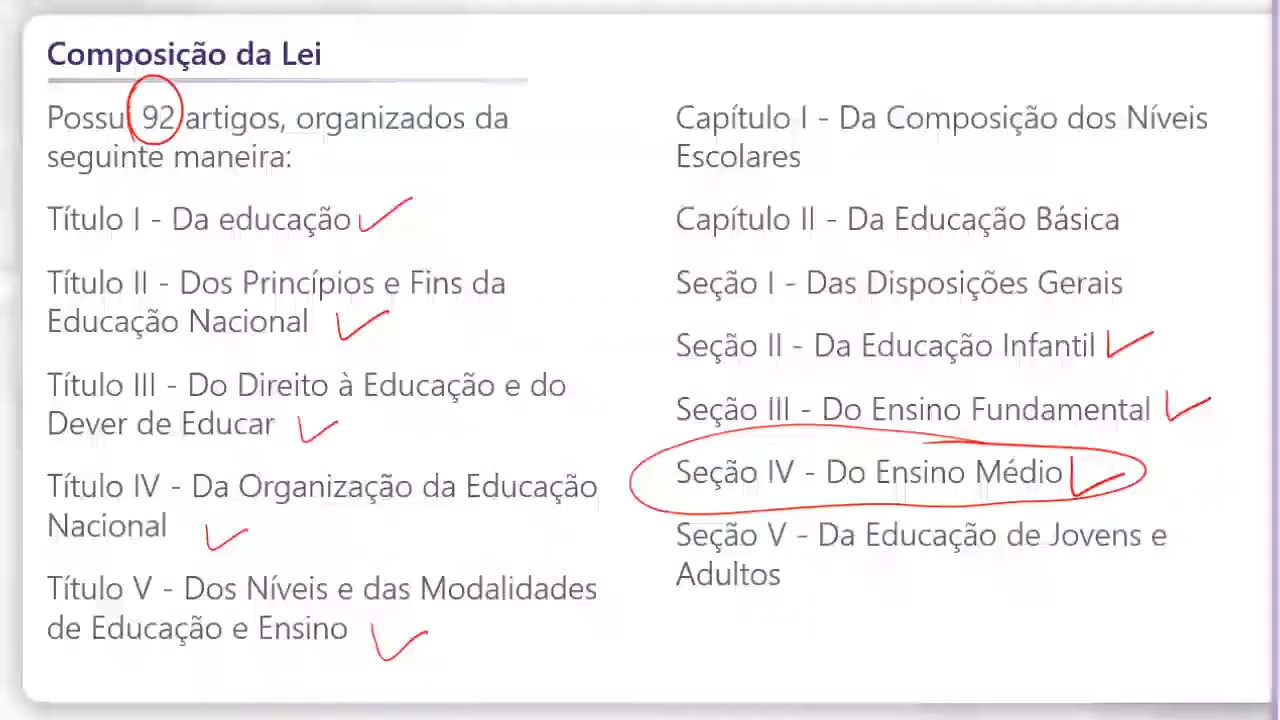 Composição da Lei
Possui 92 artigos, organizados da
seguinte maneira:
Título I - Da educação
Título II - Dos Princípios e Fins da
Educação Nacional
Título III - Do Direito à Educação e do
Dever de Educar
Título IV - Da Organização da Educação
Nacional
Título V - Dos Níveis e das Modalidades
de Educação e Ensino
Capítulo I - Da Composição dos Níveis
Escolares
Capítulo II - Da Educação Básica
Seção I - Das Disposições Gerais
Seção II - Da Educação Infantil
Seção III - Do Ensino Fundamental
Seção IV - Do Ensino Médio
Seção V - Da Educação de Jovens e
Adultos